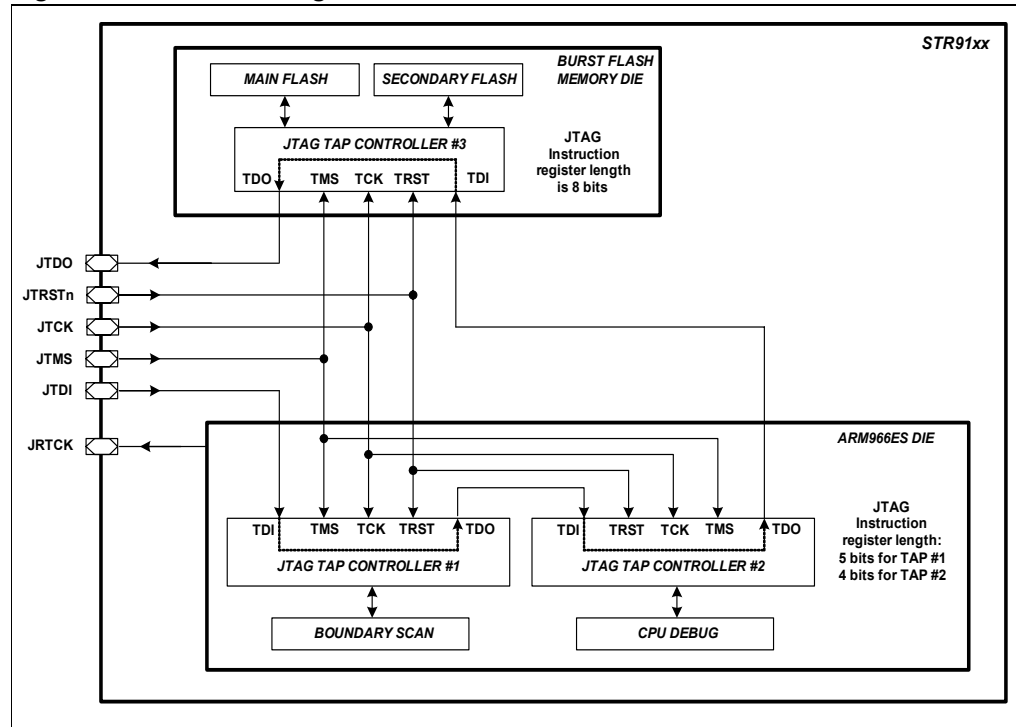 STR91xx
BURST FLASH
MEMORY DIE
MAIN FLASH
SECONDARY FLASH
JTAG TAP CONTROLLER #3
JTAG
Instruction
register length
is 8 bits
TDO TMS TCK TRST TDI
JTDO
JTRSTn
JTCK
JTMS
JTDI
JRTCK
ARM966ES DIE
TDI TMS TCK TRST TDO
JTAG TAP CONTROLLER #1
BOUNDARY SCAN
TDI TRST TCK TMS TDO
JTAG TAP CONTROLLER #2
CPU DEBUG
JTAG
Instruction
register length:
5 bits for TAP #1
4 bits for TAP #2